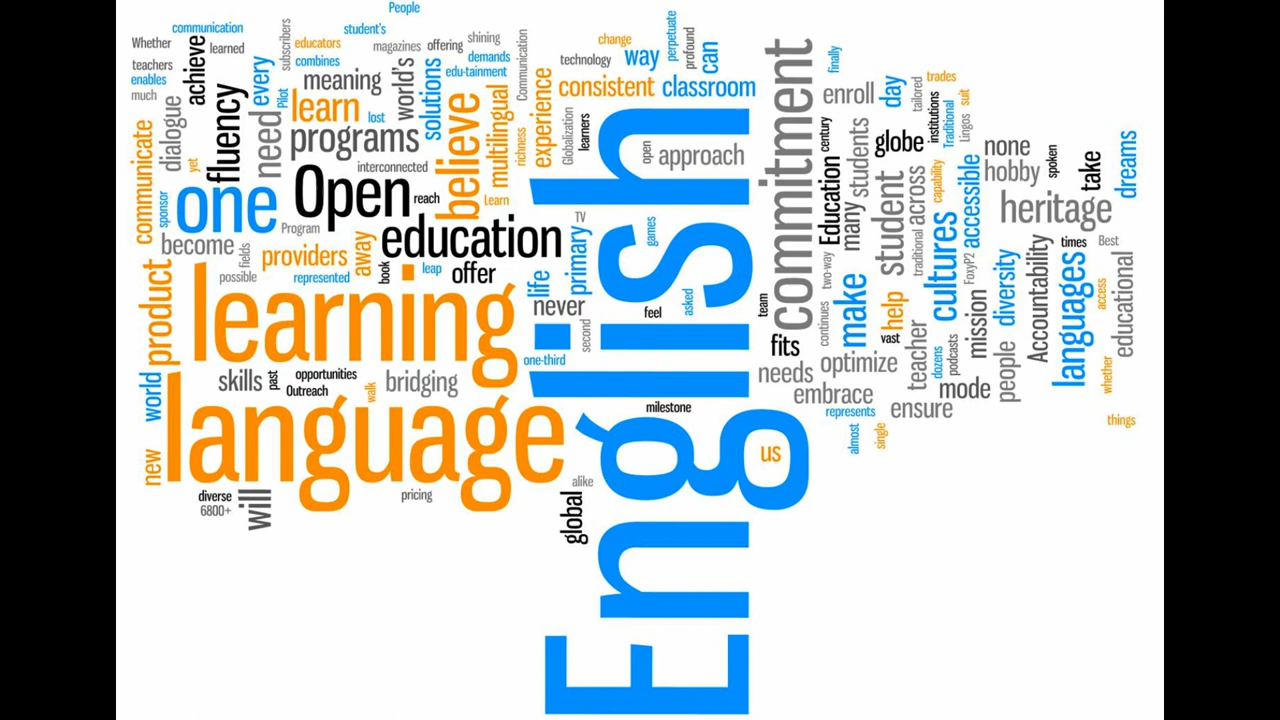 People
communication
student's
Whether
learned
subscribers
educators
magazines
offering
shining
teachers
enables
much
achieve
combines
demands
edu-tainment
Communication
meaning
world's
solutions
every
Pilot
learn
lost
programs
need
fluency
dialogue
yet
communicate
interconnected
believe
multilingual
richness
experience
Learn
Open
reach
one
sponsor
become
Program
fields
providers
away
education
possible
represented
book
leap
offer
learning
product
world
skills
past
opportunities
Outreach
walk
bridging
language
new
diverse
6800+
will
pricing
alike
global
change
technology
way
perpetuate
profound
can
consistent
classroom
Globalization
learners
open
approach
TV
games
primary
life
never
second
one-third
feel
asked
English
milestone
us
team
commitment
finally
enroll
day
tailored
trades
century
students
globe
institutions
Traditional
suit
Lingos
Education
many
student
traditional
across
capability
cultures
accessible
FoxyP2
two-way
continues
make
help
vast
fits
needs
optimize
teacher
dozens
podcasts
mission
diversity
embrace
represents
ensure
mode
people
almost
single
none
hobby
spoken
take
dreams
heritage
Accountability
times
Best
languages
access
educational
whether
things